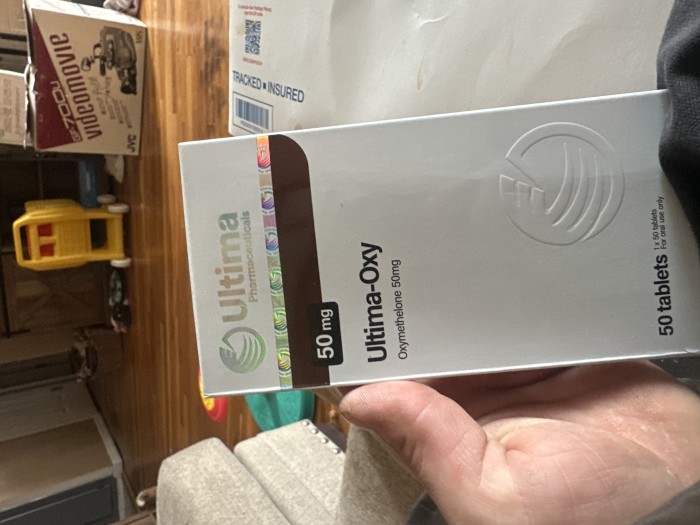 Ultima
Pharmaceuticals
50 mg
Ultima-Oxy
Oxymethelone 50mg
50 tablets
1 x 50 tablets
For oral use only
TRACKED ■ INSURED
videomovie
JVC